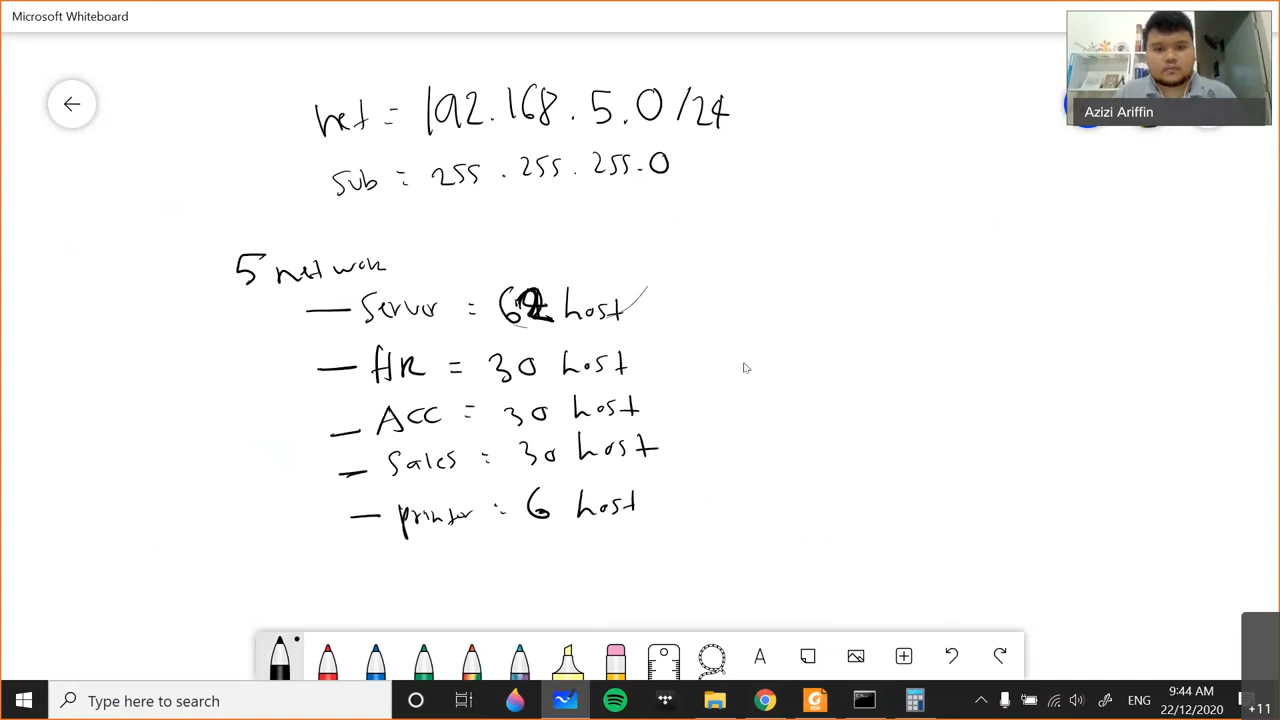 Microsoft Whiteboard
Azizi Ariffin
net = 192.168.5.0/24
sub = 255.255.255.0
5 network
- Server = 62 host
- HR = 30 host
- ACC = 30 host
- Sales = 30 host
- printer = 6 host
A
Type here to search
ENG
9:44 AM
22/12/2020
+11